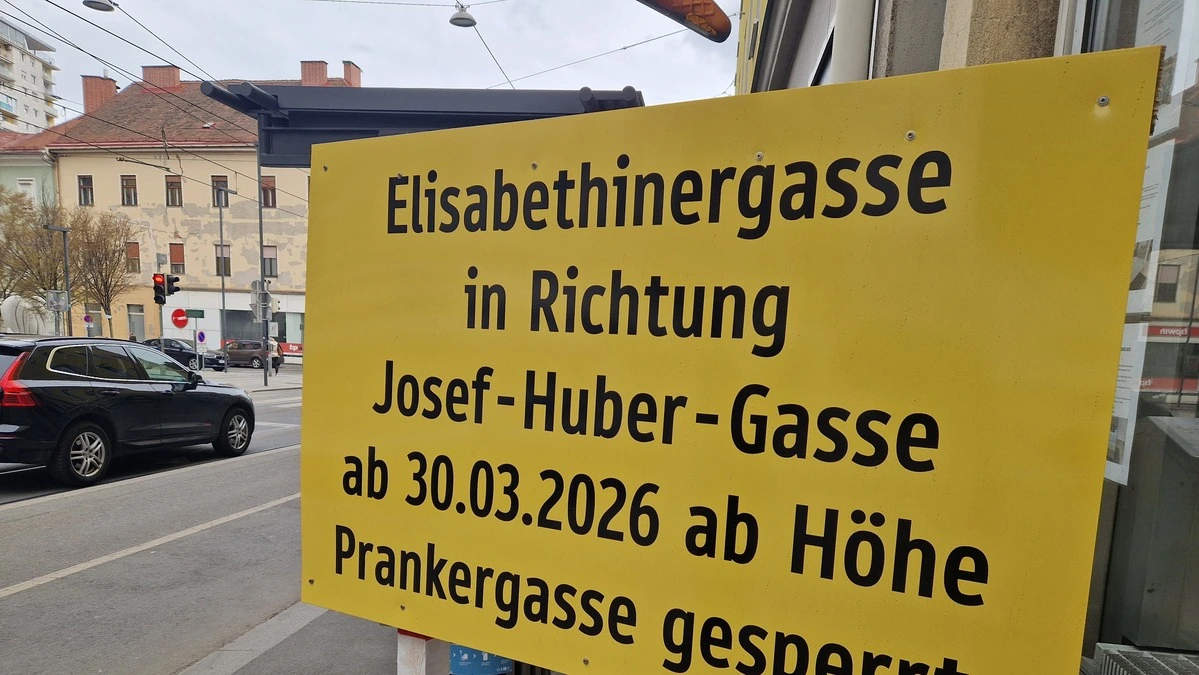 Elisabethinergasse
in Richtung
Josef-Huber-Gasse
ab 30.03.2026 ab Höhe
Prankergasse gesperrt